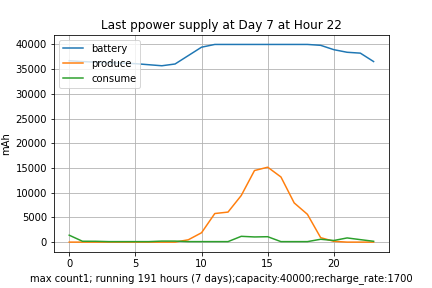 Last ppower supply at Day 7 at Hour 22
40000
35000
30000
25000
20000
15000
10000
5000
0
mAh
battery
produce
consume
0 5 10 15 20
max count1; running 191 hours (7 days);capacity:40000;recharge_rate:1700